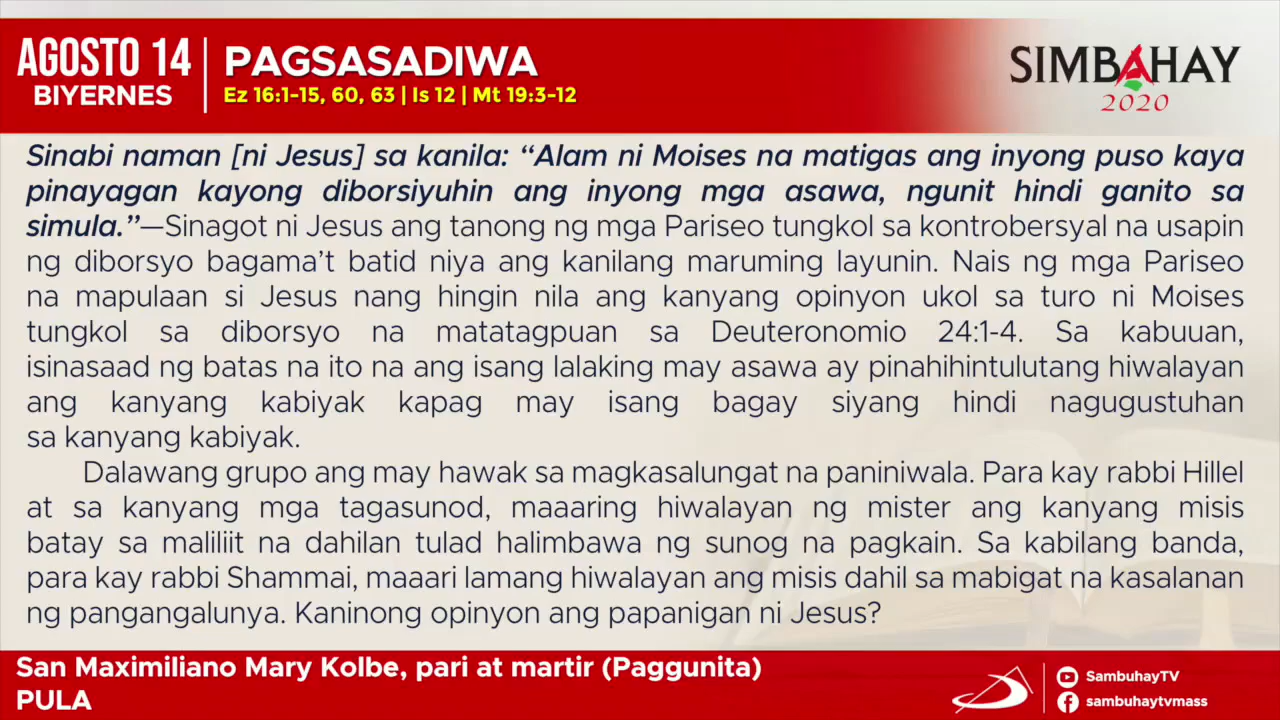 AGOSTO 14
BIYERNES
PAGSASADIWA
Ez 16:1-15, 60, 63 | Is 12 | Mt 19:3-12
SIMBAHAY
2020
Sinabi naman [ni Jesus] sa kanila: “Alam ni Moises na matigas ang inyong puso kaya
pinayagan kayong diborsiyuhin ang inyong mga asawa, ngunit hindi ganito sa
simula.”—Sinagot ni Jesus ang tanong ng mga Pariseo tungkol sa kontrobersyal na usapin
ng diborsyo bagama’t batid niya ang kanilang maruming layunin. Nais ng mga Pariseo
na mapulaan si Jesus nang hingin nila ang kanyang opinyon ukol sa turo ni Moises
tungkol sa diborsyo na matatagpuan sa Deuteronomio 24:1-4. Sa kabuuan,
isinasaad ng batas na ito na ang isang lalaking may asawa ay pinahihintulutang hiwalayan
ang kanyang kabiyak kapag may isang bagay siyang hindi nagugustuhan
sa kanyang kabiyak.
Dalawang grupo ang may hawak sa magkasalungat na paniniwala. Para kay rabbi Hillel
at sa kanyang mga tagasunod, maaaring hiwalayan ng mister ang kanyang misis
batay sa maliliit na dahilan tulad halimbawa ng sunog na pagkain. Sa kabilang banda,
para kay rabbi Shammai, maaari lamang hiwalayan ang misis dahil sa mabigat na kasalanan
ng pangangalunya. Kaninong opinyon ang papanigan ni Jesus?
San Maximiliano Mary Kolbe, pari at martir (Paggunita)
PULA
SambuhayTV
sambuhaytvmass